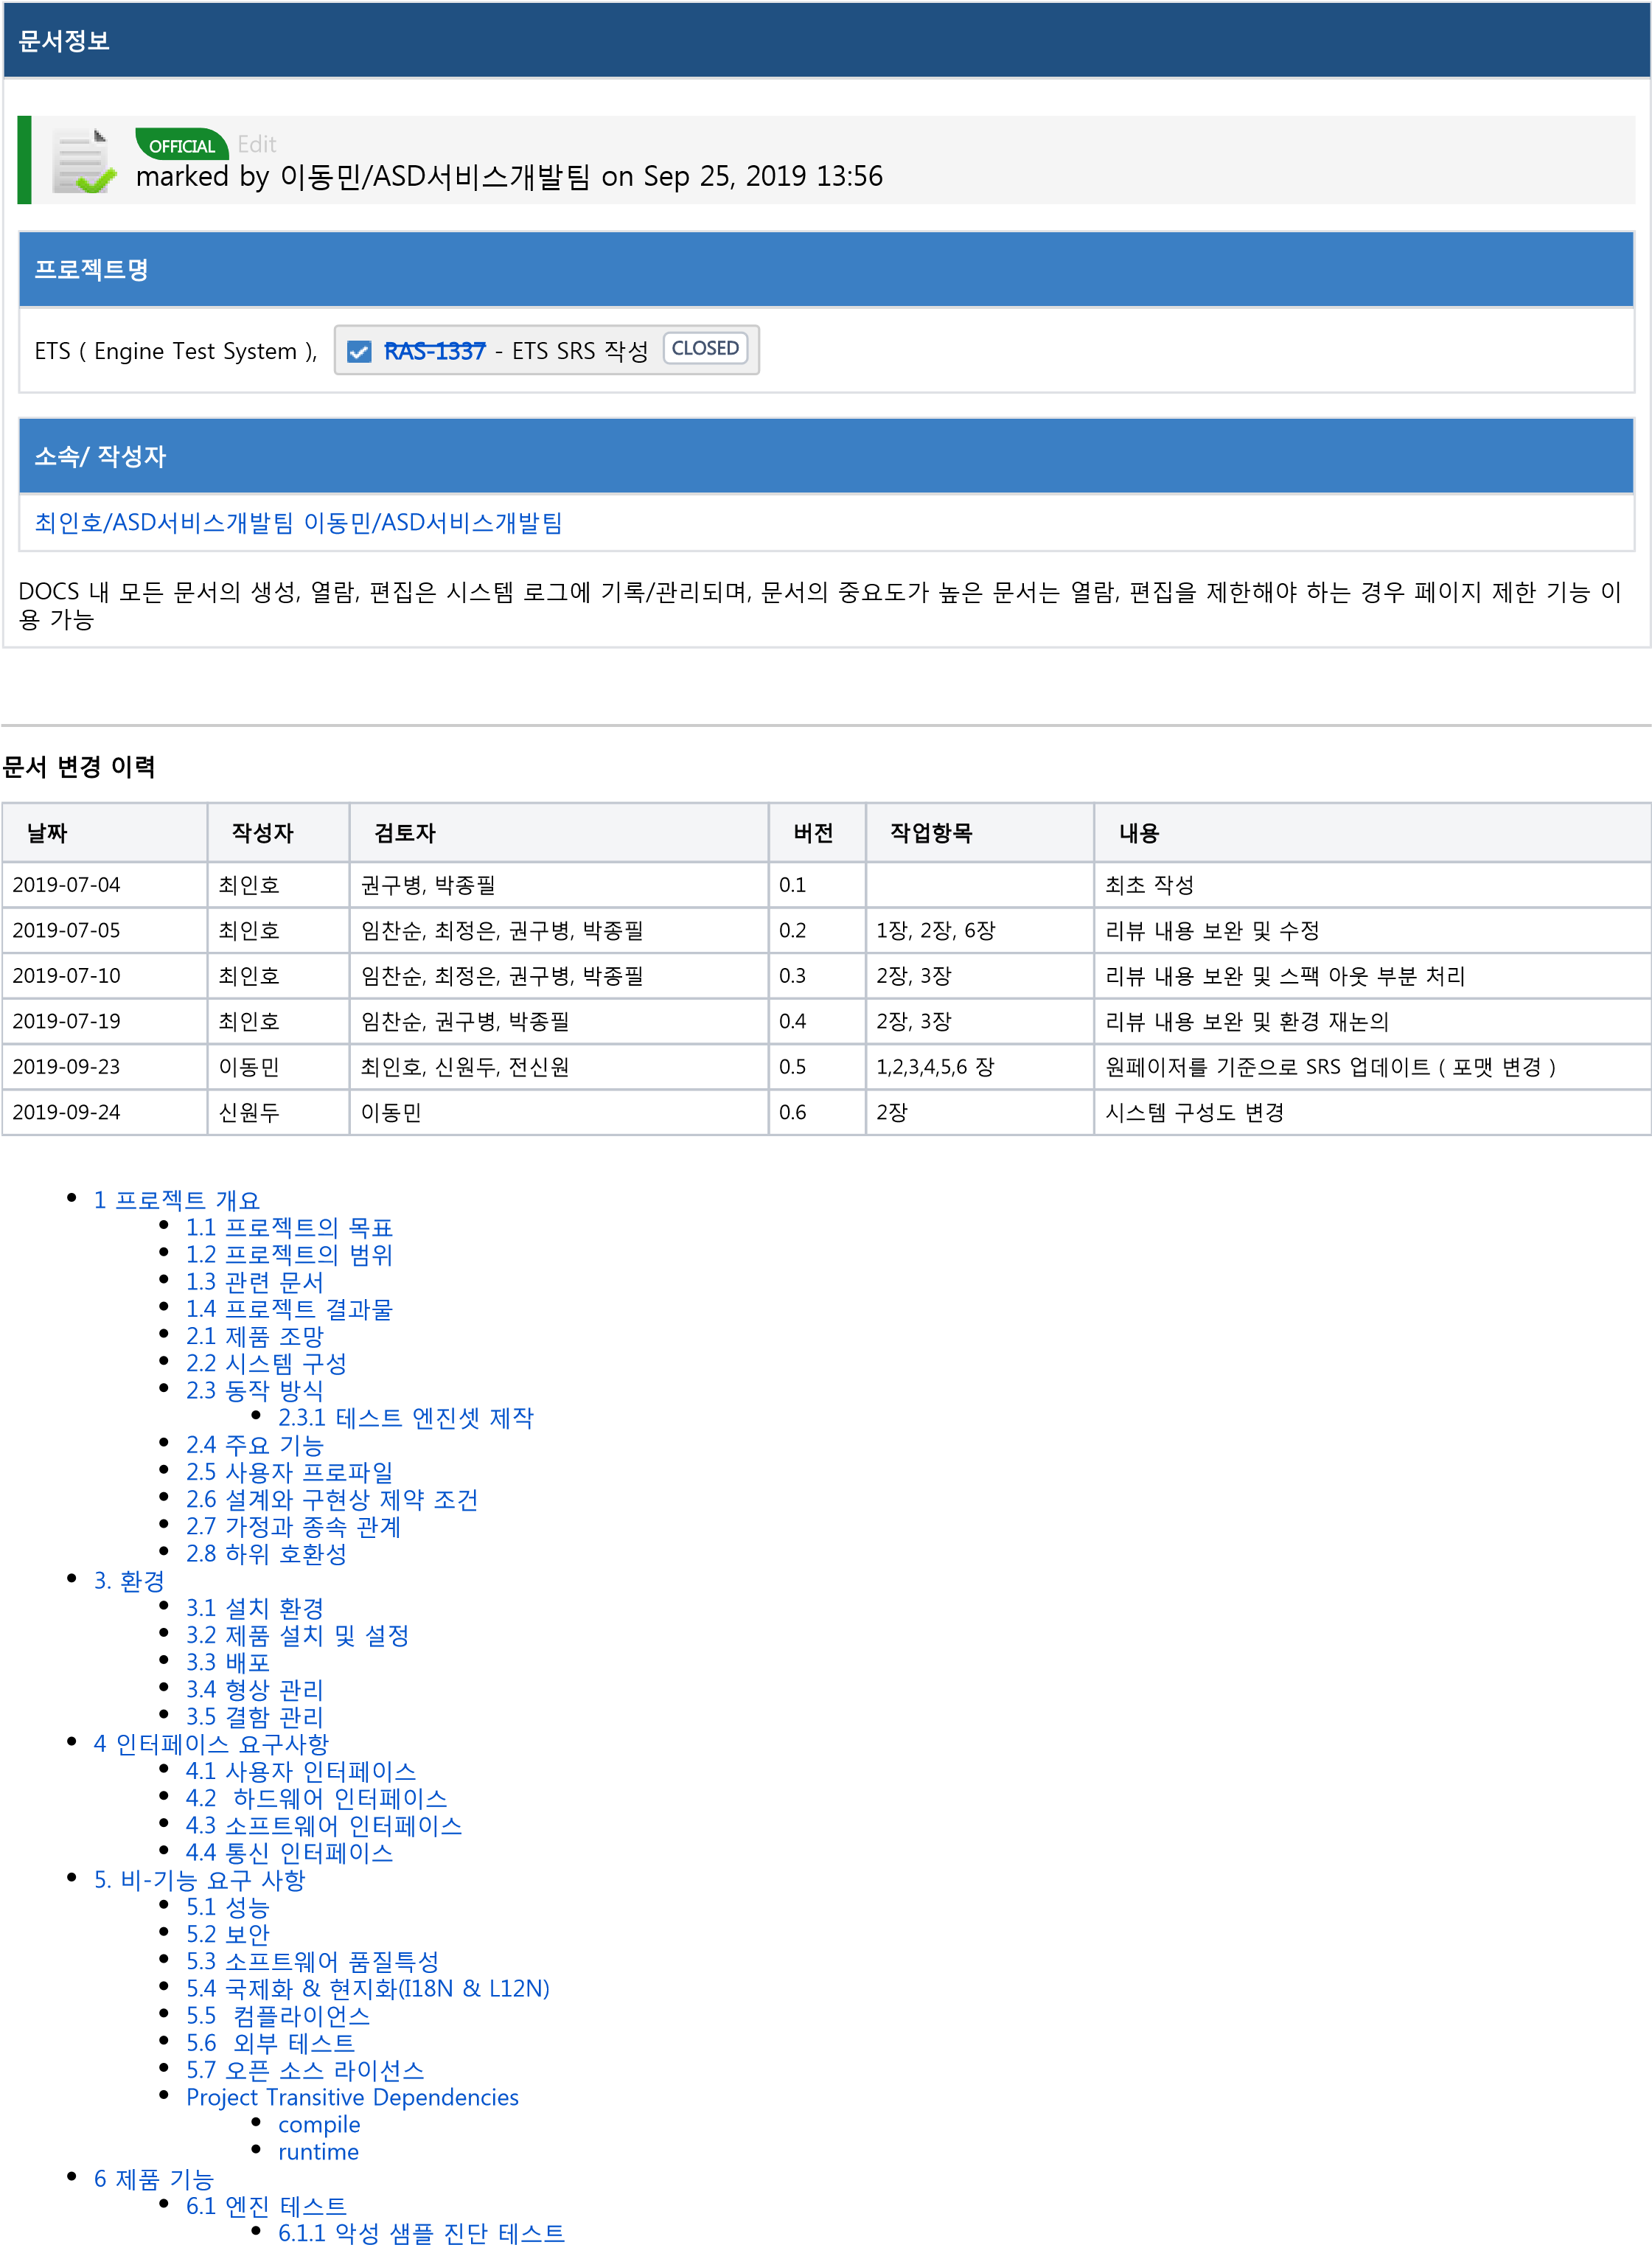 문서정보
OFFICIAL Edit
marked by 이동민/ASD서비스개발팀 on Sep 25, 2019 13:56
프로젝트명
ETS ( Engine Test System ), RAS-1337 - ETS SRS 작성 CLOSED
소속/ 작성자
최인호/ASD서비스개발팀 이동민/ASD서비스개발팀
DOCS 내 모든 문서의 생성, 열람, 편집은 시스템 로그에 기록/관리되며, 문서의 중요도가 높은 문서는 열람, 편집을 제한해야 하는 경우 페이지 제한 기능 이
용 가능
문서 변경 이력
날짜 작성자 검토자 버전 작업항목 내용
2019-07-04 최인호 권구병, 박종필 0.1 최초 작성
2019-07-05 최인호 임찬순, 최정은, 권구병, 박종필 0.2 1장, 2장, 6장 리뷰 내용 보완 및 수정
2019-07-10 최인호 임찬순, 최정은, 권구병, 박종필 0.3 2장, 3장 리뷰 내용 보완 및 스팩 아웃 부분 처리
2019-07-19 최인호 임찬순, 권구병, 박종필 0.4 2장, 3장 리뷰 내용 보완 및 환경 재논의
2019-09-23 이동민 최인호, 신원두, 전신원 0.5 1,2,3,4,5,6 장 원페이저를 기준으로 SRS 업데이트 ( 포맷 변경 )
2019-09-24 신원두 이동민 0.6 2장 시스템 구성도 변경
• 1 프로젝트 개요
• 1.1 프로젝트의 목표
• 1.2 프로젝트의 범위
• 1.3 관련 문서
• 1.4 프로젝트 결과물
• 2.1 제품 조망
• 2.2 시스템 구성
• 2.3 동작 방식
• 2.3.1 테스트 엔진셋 제작
• 2.4 주요 기능
• 2.5 사용자 프로파일
• 2.6 설계와 구현상 제약 조건
• 2.7 가정과 종속 관계
• 2.8 하위 호환성
• 3. 환경
• 3.1 설치 환경
• 3.2 제품 설치 및 설정
• 3.3 배포
• 3.4 형상 관리
• 3.5 결함 관리
• 4 인터페이스 요구사항
• 4.1 사용자 인터페이스
• 4.2 하드웨어 인터페이스
• 4.3 소프트웨어 인터페이스
• 4.4 통신 인터페이스
• 5. 비-기능 요구 사항
• 5.1 성능
• 5.2 보안
• 5.3 소프트웨어 품질특성
• 5.4 국제화 & 현지화(I18N & L12N)
• 5.5 컴플라이언스
• 5.6 외부 테스트
• 5.7 오픈 소스 라이선스
• Project Transitive Dependencies
• compile
• runtime
• 6 제품 기능
• 6.1 엔진 테스트
• 6.1.1 악성 샘플 진단 테스트